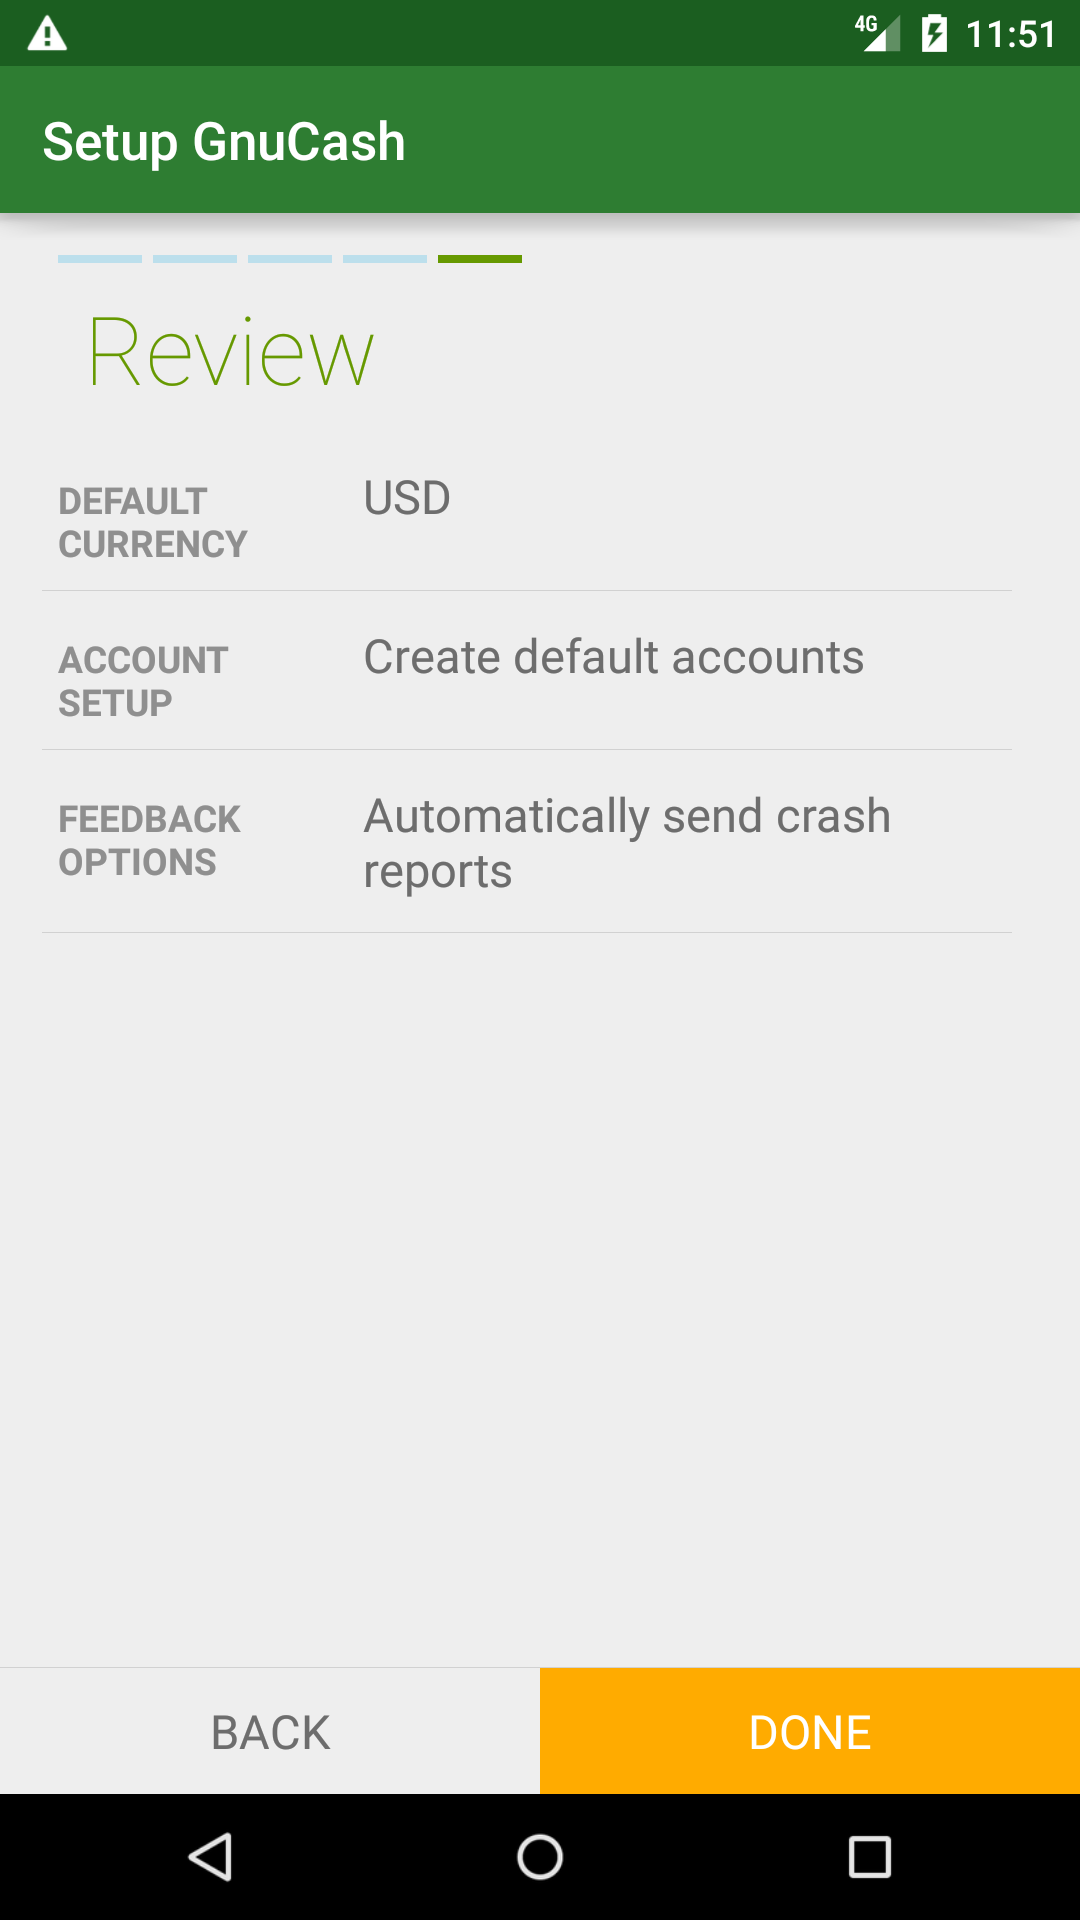 4G 11:51
Setup GnuCash
Review
DEFAULT
CURRENCY
USD
ACCOUNT
SETUP
Create default accounts
FEEDBACK
OPTIONS
Automatically send crash
reports
BACK
DONE